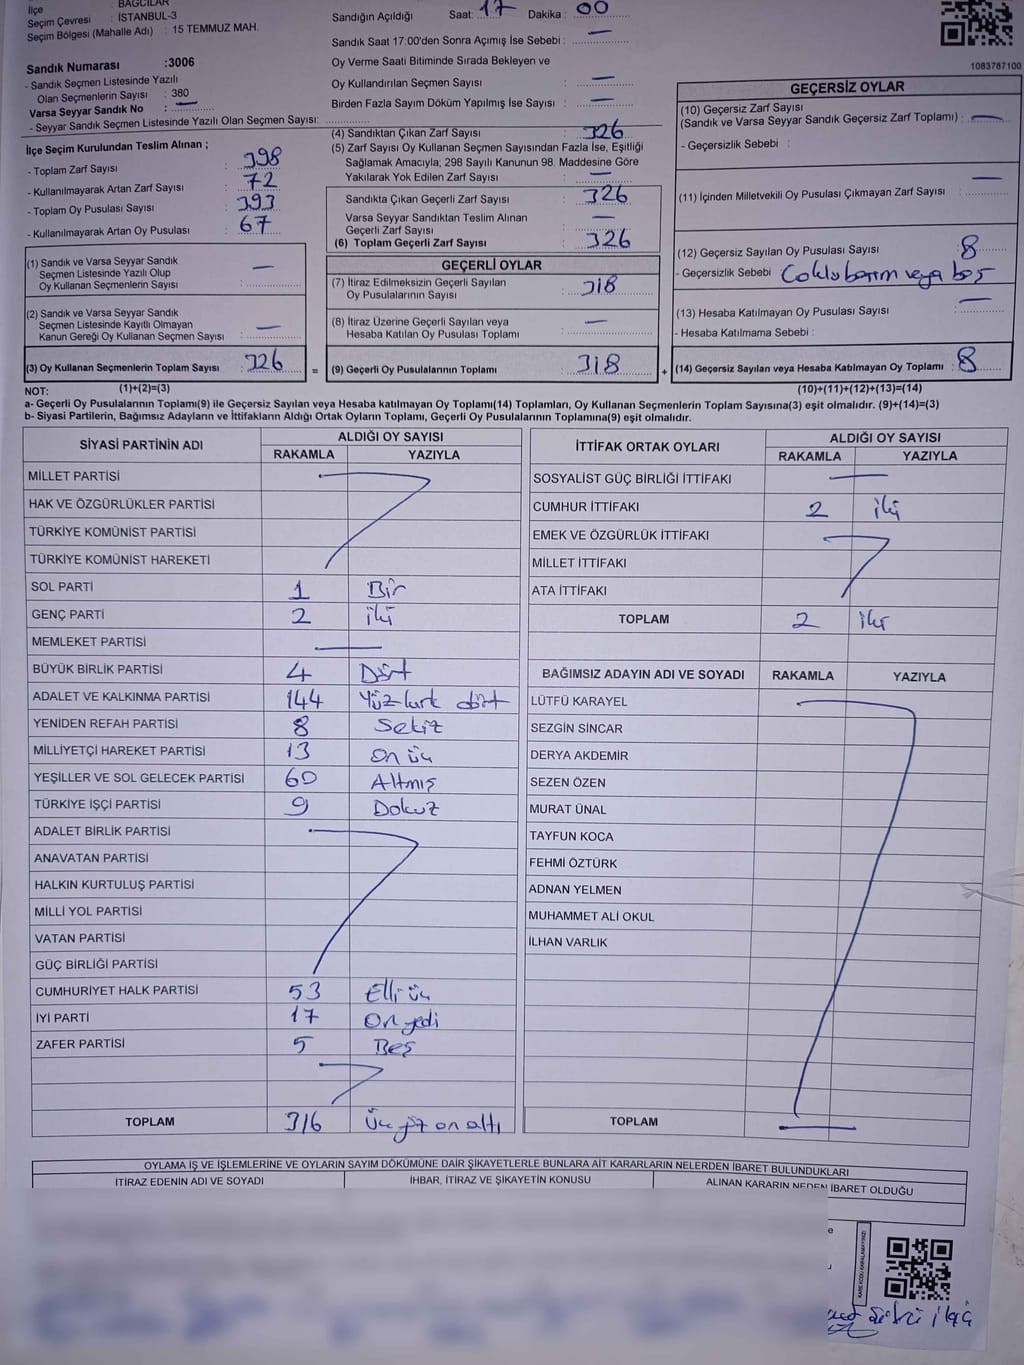 İlçe : BAĞCILAR
Seçim Çevresi : İSTANBUL-3
Seçim Bölgesi (Mahalle Adı) : 15 TEMMUZ MAH.
Sandığın Açıldığı Saat: 17 Dakika : 00
Sandık Saat 17:00'den Sonra Açımış İse Sebebi : —
Sandık Numarası :3006
- Sandık Seçmen Listesinde Yazılı
Olan Seçmenlerin Sayısı : 380
Varsa Seyyar Sandık No : —
- Seyyar Sandık Seçmen Listesinde Yazılı Olan Seçmen Sayısı:
Oy Verme Saati Bitiminde Sırada Bekleyen ve
Oy Kullandırılan Seçmen Sayısı : —
Birden Fazla Sayım Döküm Yapılmış İse Sayısı : —
1083787100
İlçe Seçim Kurulundan Teslim Alınan ;
- Toplam Zarf Sayısı : 398
- Kullanılmayarak Artan Zarf Sayısı : 72
- Toplam Oy Pusulası Sayısı : 393
- Kullanılmayarak Artan Oy Pusulası : 67
(4) Sandıktan Çıkan Zarf Sayısı : 326
(5) Zarf Sayısı Oy Kullanan Seçmen Sayısından Fazla İse, Eşitliği
Sağlamak Amacıyla; 298 Sayılı Kanunun 98. Maddesine Göre
Yakılarak Yok Edilen Zarf Sayısı : —
Sandıkta Çıkan Geçerli Zarf Sayısı : 326
Varsa Seyyar Sandıktan Teslim Alınan
Geçerli Zarf Sayısı : —
(6) Toplam Geçerli Zarf Sayısı : 326
GEÇERSİZ OYLAR
(10) Geçersiz Zarf Sayısı
(Sandık ve Varsa Seyyar Sandık Geçersiz Zarf Toplamı) : —
- Geçersizlik Sebebi :
(11) İçinden Milletvekili Oy Pusulası Çıkmayan Zarf Sayısı : —
(12) Geçersiz Sayılan Oy Pusulası Sayısı : 8
- Geçersizlik Sebebi : Çoklu basım veya boş
(13) Hesaba Katılmayan Oy Pusulası Sayısı : —
- Hesaba Katılmama Sebebi :
(1) Sandık ve Varsa Seyyar Sandık
Seçmen Listesinde Yazılı Olup
Oy Kullanan Seçmenlerin Sayısı : —
(2) Sandık ve Varsa Seyyar Sandık
Seçmen Listesinde Kayıtlı Olmayan
Kanun Gereği Oy Kullanan Seçmen Sayısı : —
GEÇERLİ OYLAR
(7) İtiraz Edilmeksizin Geçerli Sayılan
Oy Pusulalarının Sayısı : 318
(8) İtiraz Üzerine Geçerli Sayılan veya
Hesaba Katılan Oy Pusulası Toplamı : —
(3) Oy Kullanan Seçmenlerin Toplam Sayısı : 326 = (9) Geçerli Oy Pusulalarının Toplamı : 318 + (14) Geçersiz Sayılan veya Hesaba Katılmayan Oy Toplamı : 8
NOT: (1)+(2)=(3) (10)+(11)+(12)+(13)=(14)
a- Geçerli Oy Pusulalarının Toplamı(9) ile Geçersiz Sayılan veya Hesaba katılmayan Oy Toplamı(14) Toplamları, Oy Kullanan Seçmenlerin Toplam Sayısına(3) eşit olmalıdır. (9)+(14)=(3)
b- Siyasi Partilerin, Bağımsız Adayların ve İttifakların Aldığı Ortak Oyların Toplamı, Geçerli Oy Pusulalarının Toplamına(9) eşit olmalıdır.
SİYASİ PARTİNİN ADI ALDIĞI OY SAYISI
RAKAMLA YAZIYLA
MİLLET PARTİSİ
HAK VE ÖZGÜRLÜKLER PARTİSİ
TÜRKİYE KOMÜNİST PARTİSİ
TÜRKİYE KOMÜNİST HAREKETİ
SOL PARTİ 1 Bir
GENÇ PARTİ 2 iki
MEMLEKET PARTİSİ —
BÜYÜK BİRLİK PARTİSİ 4 Dört
ADALET VE KALKINMA PARTİSİ 144 Yüz kırk dört
YENİDEN REFAH PARTİSİ 8 Sekiz
MİLLİYETÇİ HAREKET PARTİSİ 13 on üç
YEŞİLLER VE SOL GELECEK PARTİSİ 60 Altmış
TÜRKİYE İŞÇİ PARTİSİ 9 Dokuz
ADALET BİRLİK PARTİSİ
ANAVATAN PARTİSİ
HALKIN KURTULUŞ PARTİSİ
MİLLİ YOL PARTİSİ
VATAN PARTİSİ
GÜÇ BİRLİĞİ PARTİSİ
CUMHURİYET HALK PARTİSİ 53 Elli üç
İYİ PARTİ 17 On yedi
ZAFER PARTİSİ 5 Beş
TOPLAM 316 Üç yüz on altı
İTTİFAK ORTAK OYLARI ALDIĞI OY SAYISI
RAKAMLA YAZIYLA
SOSYALİST GÜÇ BİRLİĞİ İTTİFAKI —
CUMHUR İTTİFAKI 2 iki
EMEK VE ÖZGÜRLÜK İTTİFAKI
MİLLET İTTİFAKI
ATA İTTİFAKI
TOPLAM 2 iki
BAĞIMSIZ ADAYIN ADI VE SOYADI RAKAMLA YAZIYLA
LÜTFÜ KARAYEL
SEZGİN SİNCAR
DERYA AKDEMİR
SEZEN ÖZEN
MURAT ÜNAL
TAYFUN KOCA
FEHMİ ÖZTÜRK
ADNAN YELMEN
MUHAMMET ALİ OKUL
İLHAN VARLIK
TOPLAM —
OYLAMA İŞ VE İŞLEMLERİNE VE OYLARIN SAYIM DÖKÜMÜNE DAİR ŞİKAYETLERLE BUNLARA AİT KARARLARIN NELERDEN İBARET BULUNDUKLARI
İTİRAZ EDENİN ADI VE SOYADI İHBAR, İTİRAZ VE ŞİKAYETİN KONUSU ALINAN KARARIN NEDEN İBARET OLDUĞU
KARE KODU KARALAMAYINIZ!